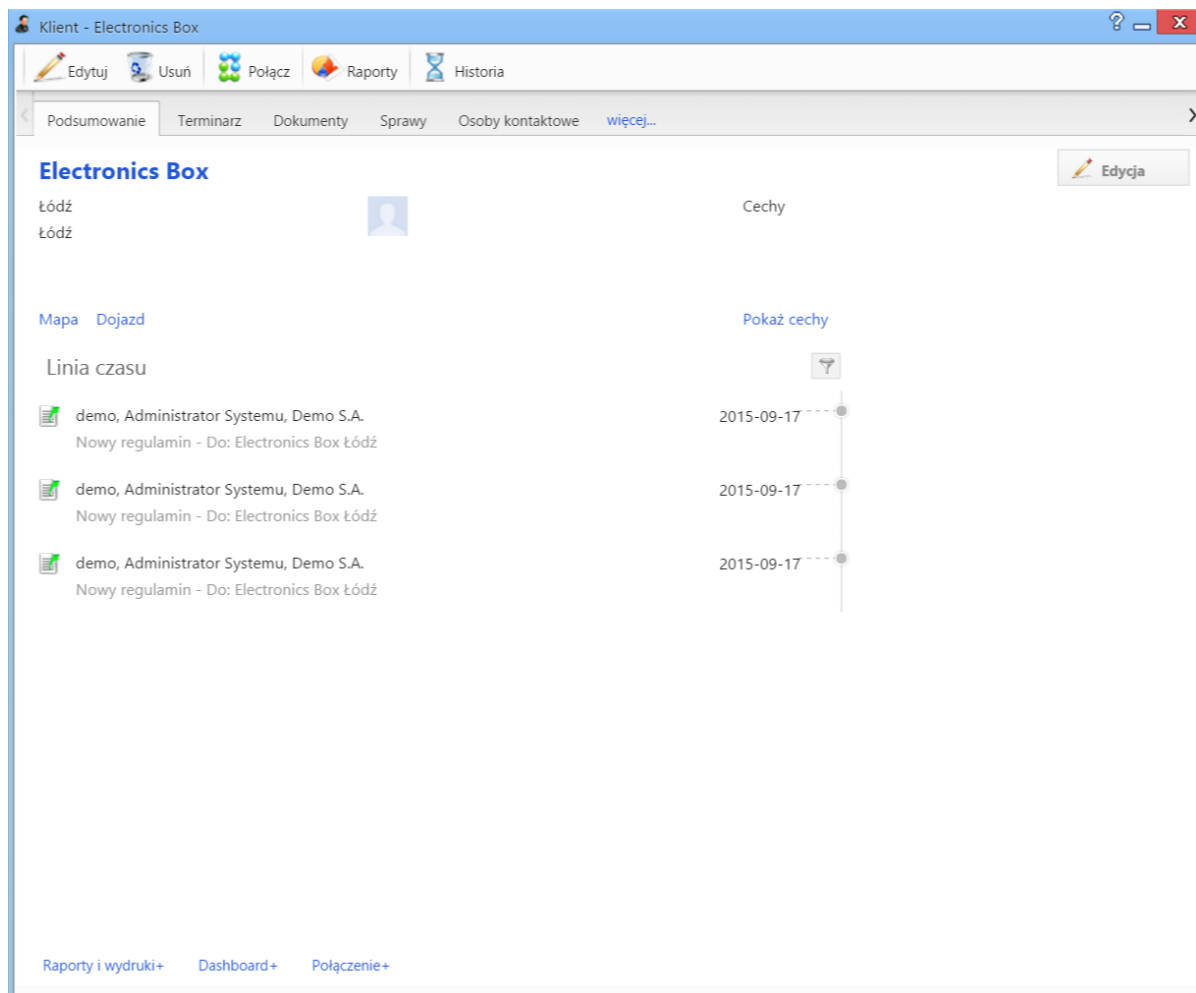 Klient - Electronics Box
Edytuj Usuń Połącz Raporty Historia
Podsumowanie Terminarz Dokumenty Sprawy Osoby kontaktowe więcej...
Electronics Box
Edycja
Łódź
Cechy
Łódź
Mapa Dojazd Pokaż cechy
Linia czasu
demo, Administrator Systemu, Demo S.A. 2015-09-17
Nowy regulamin - Do: Electronics Box Łódź
demo, Administrator Systemu, Demo S.A. 2015-09-17
Nowy regulamin - Do: Electronics Box Łódź
demo, Administrator Systemu, Demo S.A. 2015-09-17
Nowy regulamin - Do: Electronics Box Łódź
Raporty i wydruki+ Dashboard+ Połączenie+